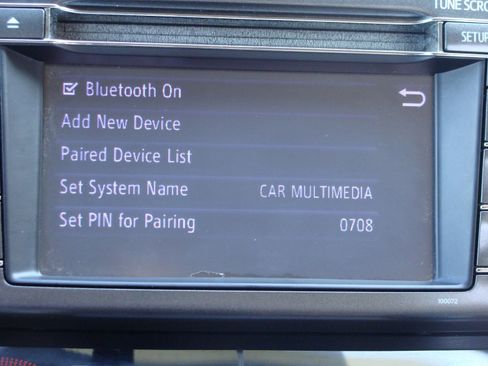 TUNE SCRO
SETUP
Bluetooth On
Add New Device
Paired Device List
Set System Name CAR MULTIMEDIA
Set PIN for Pairing 0708
100072